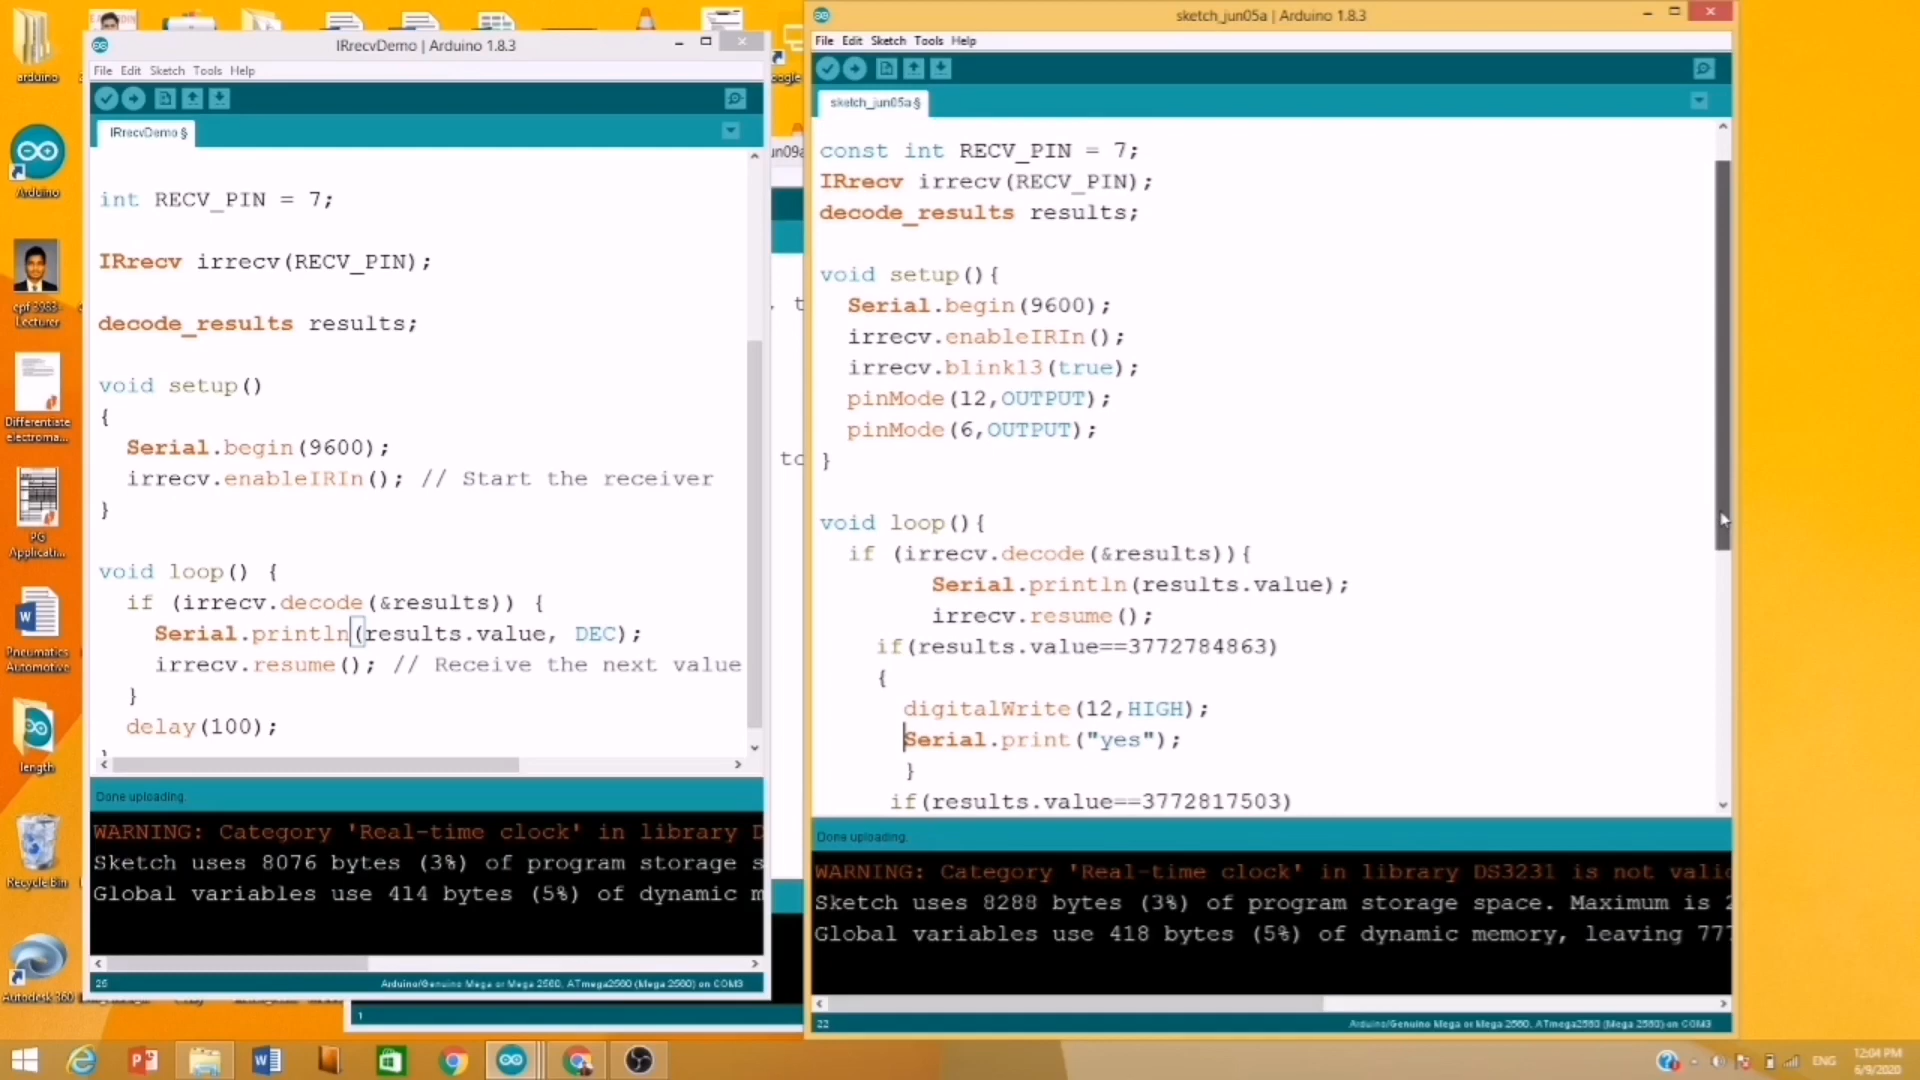 IRrecvDemo | Arduino 1.8.3
File Edit Sketch Tools Help
IRrecvDemo §
int RECV_PIN = 7;
IRrecv irrecv(RECV_PIN);
decode_results results;
void setup()
{
Serial.begin(9600);
irrecv.enableIRIn(); // Start the receiver
}
void loop() {
if (irrecv.decode(&results)) {
Serial.println(results.value, DEC);
irrecv.resume(); // Receive the next value
}
delay(100);
Done uploading.
WARNING: Category 'Real-time clock' in library D
Sketch uses 8076 bytes (3%) of program storage s
Global variables use 414 bytes (5%) of dynamic m
25
Arduino/Genuino Mega or Mega 2560, ATmega2560 (Mega 2560) on COM3
1
sketch_jun05a | Arduino 1.8.3
File Edit Sketch Tools Help
sketch_jun05a §
const int RECV_PIN = 7;
IRrecv irrecv(RECV_PIN);
decode_results results;
void setup(){
Serial.begin(9600);
irrecv.enableIRIn();
irrecv.blink13(true);
pinMode(12,OUTPUT);
pinMode(6,OUTPUT);
}
void loop(){
if (irrecv.decode(&results)){
Serial.println(results.value);
irrecv.resume();
if(results.value==3772784863)
{
digitalWrite(12,HIGH);
Serial.print("yes");
}
if(results.value==3772817503)
Done uploading.
WARNING: Category 'Real-time clock' in library DS3231 is not valid
Sketch uses 8288 bytes (3%) of program storage space. Maximum is 2
Global variables use 418 bytes (5%) of dynamic memory, leaving 777
22
Arduino/Genuino Mega or Mega 2560, ATmega2560 (Mega 2560) on COM3
arduino
Arduino
Lecturer
Differentiate
electroma...
PG
Applicati...
Pneumatics
Automotive
length
Recycle Bin
Autodesk 360
ENG
12:04 PM
6/9/2020